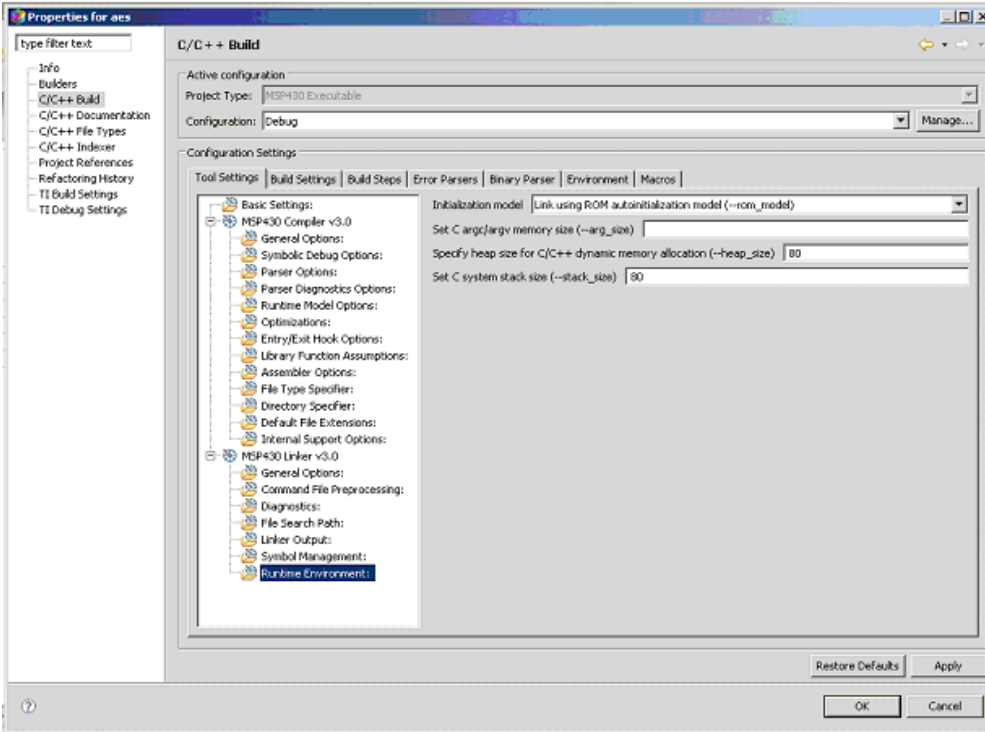 Properties for aes
type filter text
Info
Builders
C/C++ Build
C/C++ Documentation
C/C++ File Types
C/C++ Indexer
Project References
Refactoring History
TI Build Settings
TI Debug Settings
C/C++ Build
Active configuration
Project Type: MSP430 Executable
Configuration: Debug Manage...
Configuration Settings
Tool Settings Build Settings Build Steps Error Parsers Binary Parser Environment Macros
Basic Settings:
MSP430 Compiler v3.0
General Options:
Symbolic Debug Options:
Parser Options:
Parser Diagnostics Options:
Runtime Model Options:
Optimizations:
Entry/Exit Hook Options:
Library Function Assumptions:
Assembler Options:
File Type Specifier:
Directory Specifier:
Default File Extensions:
Internal Support Options:
MSP430 Linker v3.0
General Options:
Command File Preprocessing:
Diagnostics:
File Search Path:
Linker Output:
Symbol Management:
Runtime Environment:
Initialization model Link using ROM autoinitialization model (--rom_model)
Set C argc/argv memory size (--arg_size)
Specify heap size for C/C++ dynamic memory allocation (--heap_size) 80
Set C system stack size (--stack_size) 80
Restore Defaults Apply
? OK Cancel